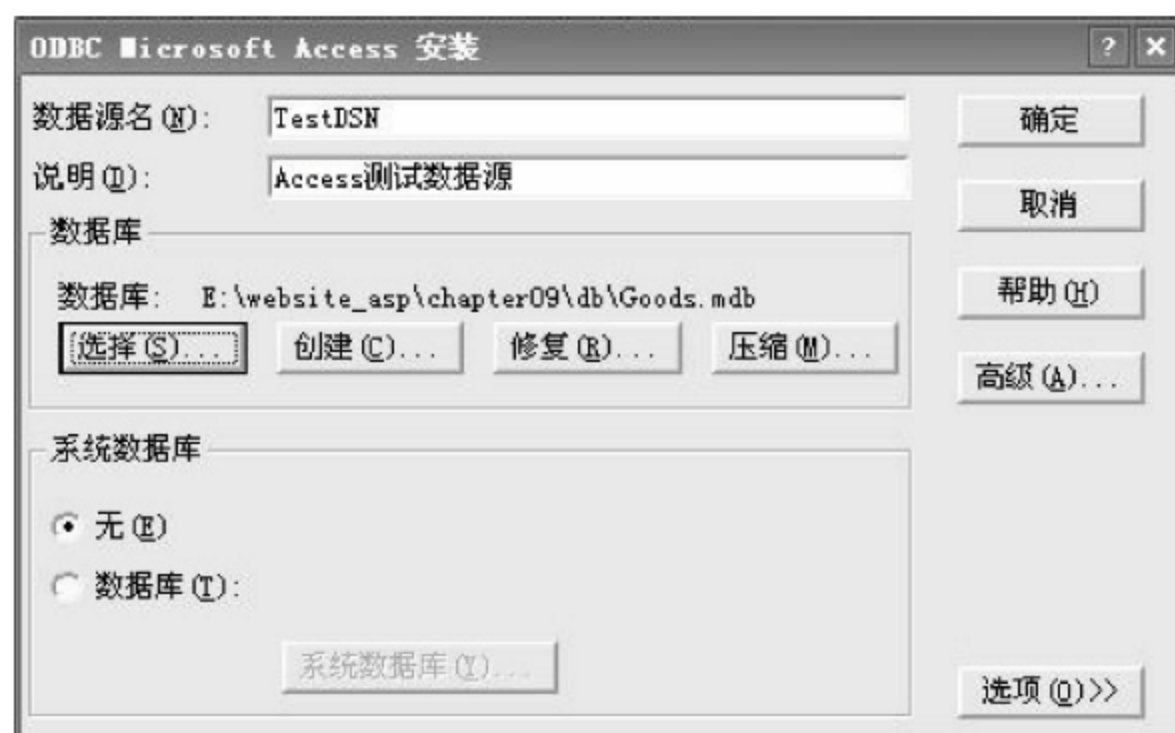 ODBC Microsoft Access 安装
数据源名(N): TestDSN 确定
说明(D): Access测试数据源
取消
数据库
数据库: E:\website_asp\chapter09\db\Goods.mdb 帮助(H)
选择(S)... 创建(C)... 修复(R)... 压缩(M)...
高级(A)...
系统数据库
无(E)
数据库(T):
系统数据库(Y)...
选项(O)>>